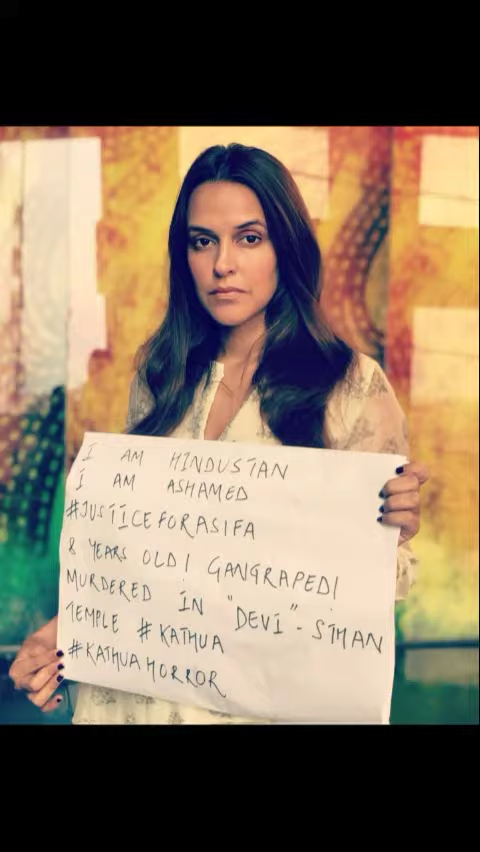 I AM HINDUSTAN
I AM ASHAMED
#JUSTICEFORASIFA
8 YEARS OLD! GANGRAPED!
MURDERED IN "DEVI"-STHAN
TEMPLE #KATHUA
#KATHUAHORROR